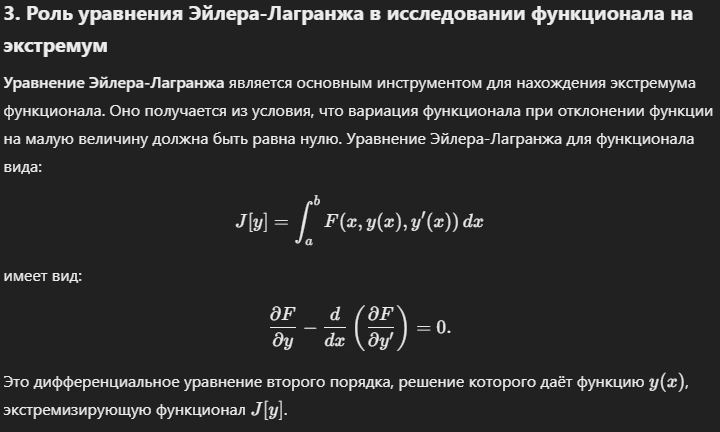 3. Роль уравнения Эйлера-Лагранжа в исследовании функционала на
экстремум
Уравнение Эйлера-Лагранжа является основным инструментом для нахождения экстремума
функционала. Оно получается из условия, что вариация функционала при отклонении функции
на малую величину должна быть равна нулю. Уравнение Эйлера-Лагранжа для функционала
вида:
J[y] = ∫_a^b F(x, y(x), y′(x)) dx
имеет вид:
∂F/∂y − d/dx (∂F/∂y′) = 0.
Это дифференциальное уравнение второго порядка, решение которого даёт функцию y(x),
экстремизирующую функционал J[y].